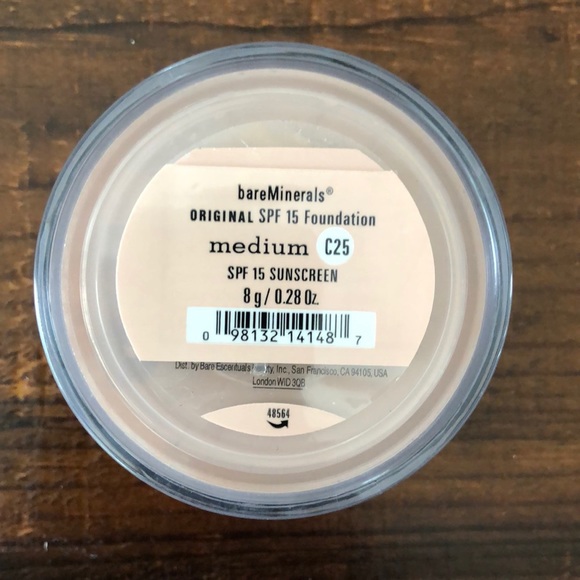 bareMinerals®
ORIGINAL SPF 15 Foundation
medium C25
SPF 15 SUNSCREEN
8 g / 0.28 Oz.
0 98132 14148 7
Dist. by Bare Escentuals Inc., San Francisco, CA 94105, USA
London W1D 3QB
48564